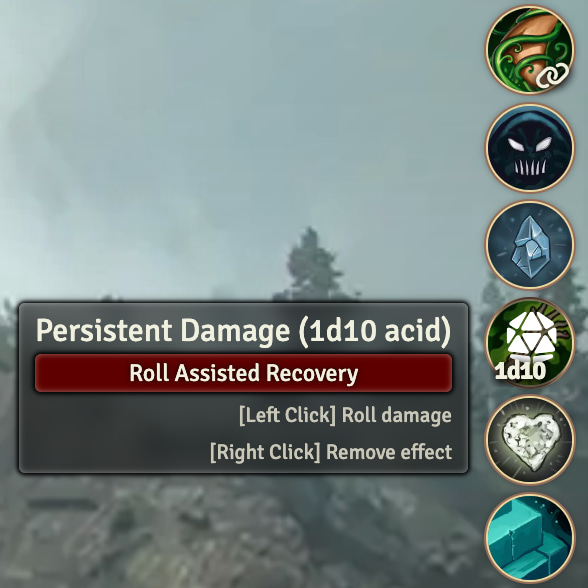 Persistent Damage (1d10 acid)
Roll Assisted Recovery
[Left Click] Roll damage
[Right Click] Remove effect
1d10